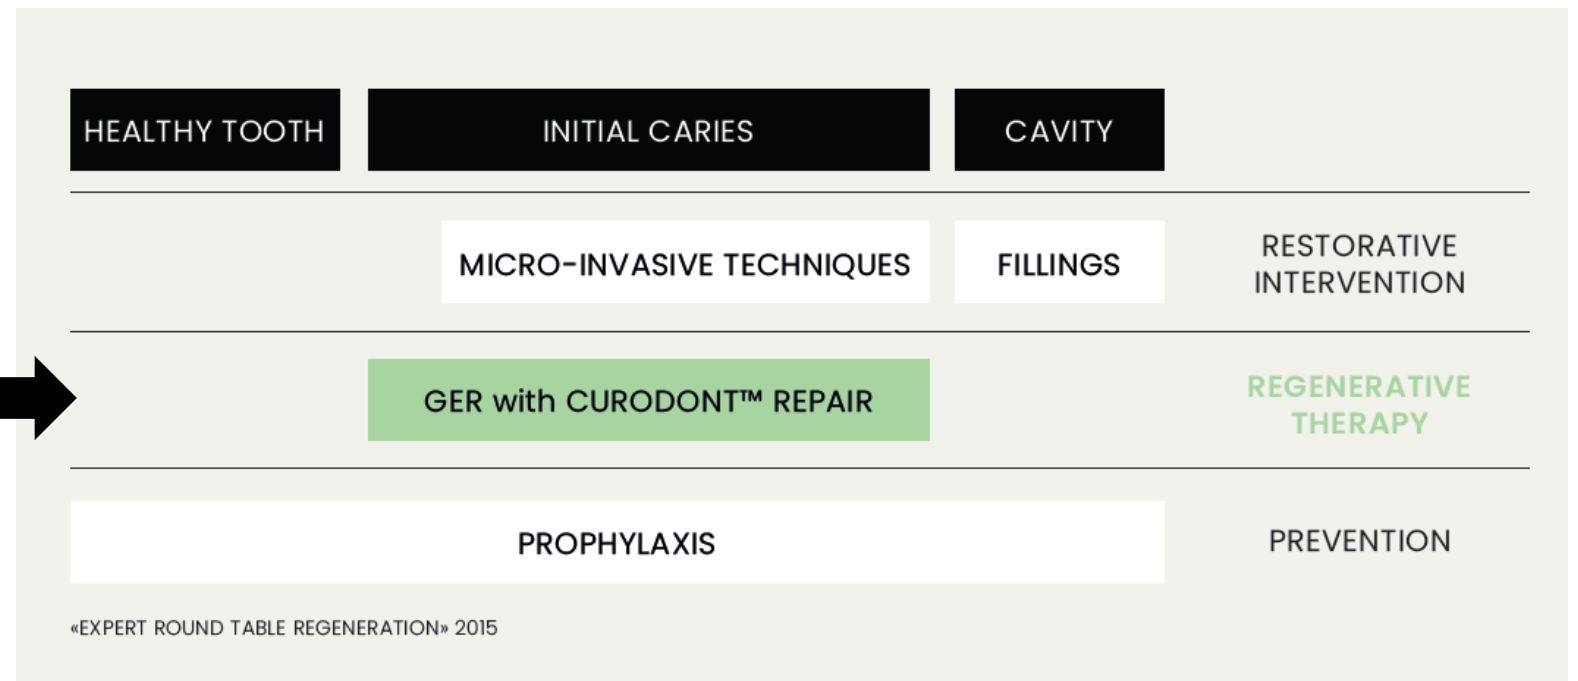 HEALTHY TOOTH
INITIAL CARIES
CAVITY
MICRO-INVASIVE TECHNIQUES
FILLINGS
RESTORATIVE
INTERVENTION
GER with CURODONT™ REPAIR
REGENERATIVE
THERAPY
PROPHYLAXIS
PREVENTION
«EXPERT ROUND TABLE REGENERATION» 2015